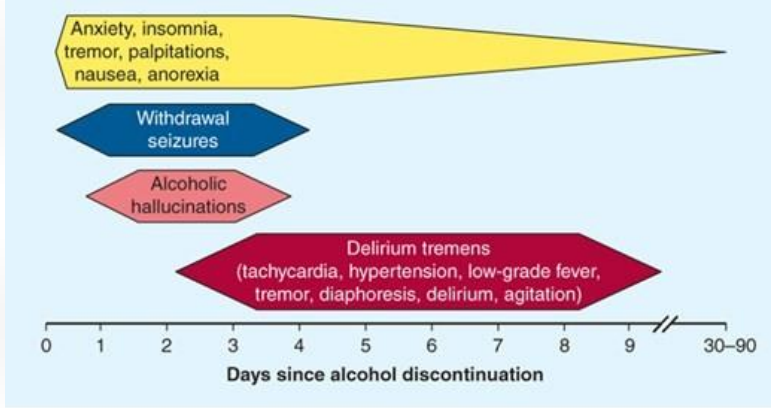 Anxiety, insomnia,
tremor, palpitations,
nausea, anorexia
Withdrawal
seizures
Alcoholic
hallucinations
Delirium tremens
(tachycardia, hypertension, low-grade fever,
tremor, diaphoresis, delirium, agitation)
0 1 2 3 4 5 6 7 8 9 30–90
Days since alcohol discontinuation